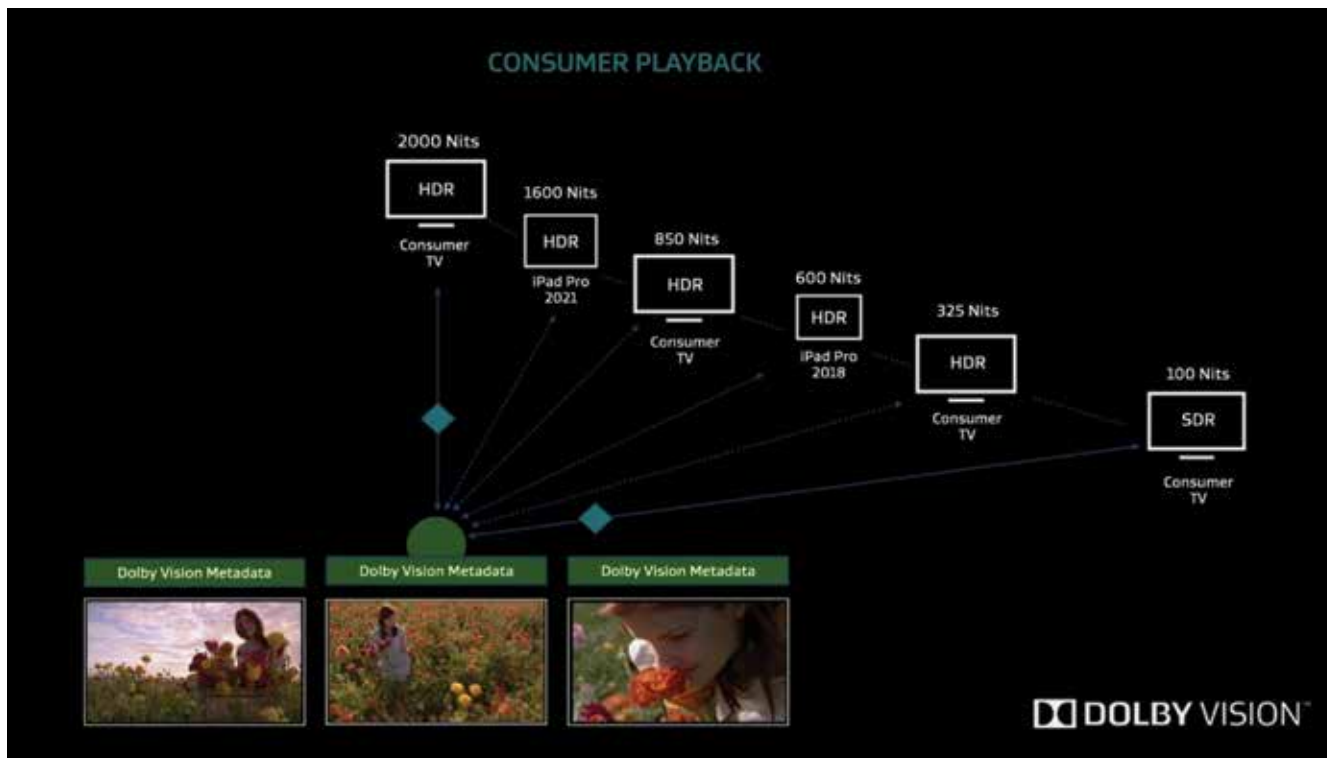 CONSUMER PLAYBACK
2000 Nits
HDR
Consumer
TV
1600 Nits
HDR
iPad Pro
2021
850 Nits
HDR
Consumer
TV
600 Nits
HDR
iPad Pro
2018
325 Nits
HDR
Consumer
TV
100 Nits
SDR
Consumer
TV
Dolby Vision Metadata
Dolby Vision Metadata
Dolby Vision Metadata
DOLBY VISION™